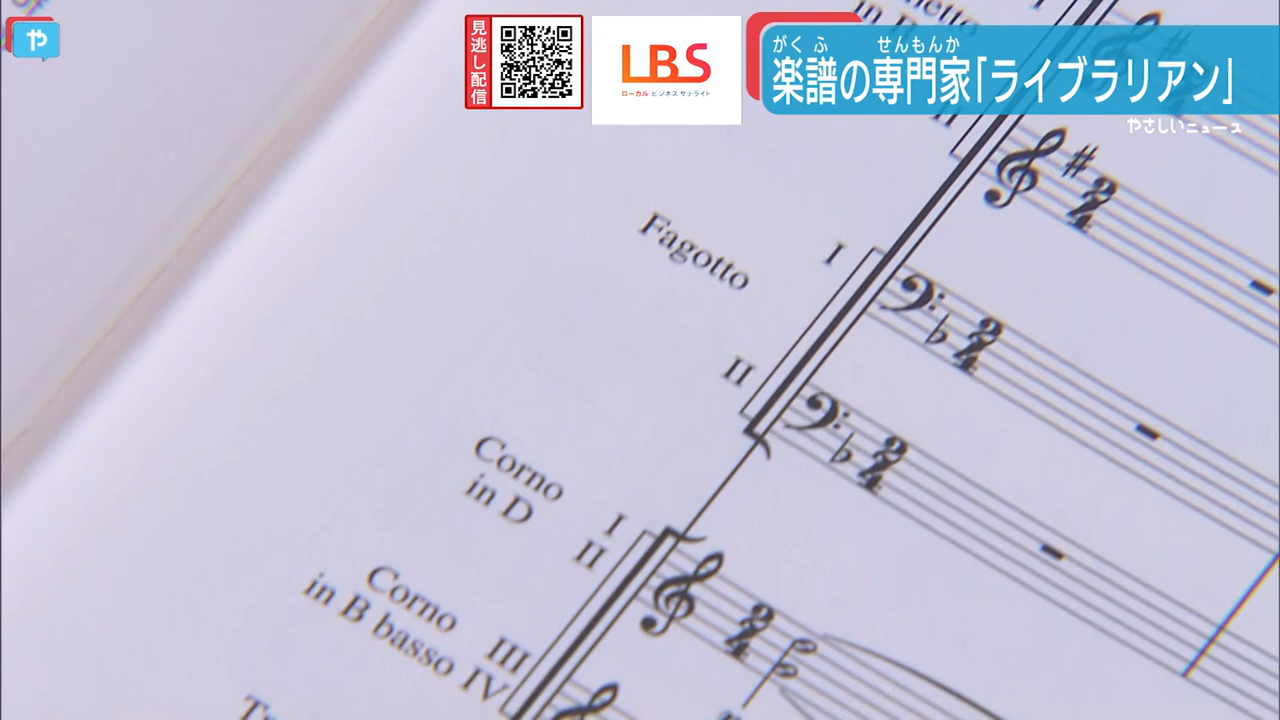 や
見逃し配信
LBS
ローカル ビジネス サテライト
がくふ せんもんか
楽譜の専門家「ライブラリアン」
やさしいニュース
in
II
Fagotto
I
II
Corno
in D
I
II
Corno
in B basso
III
IV